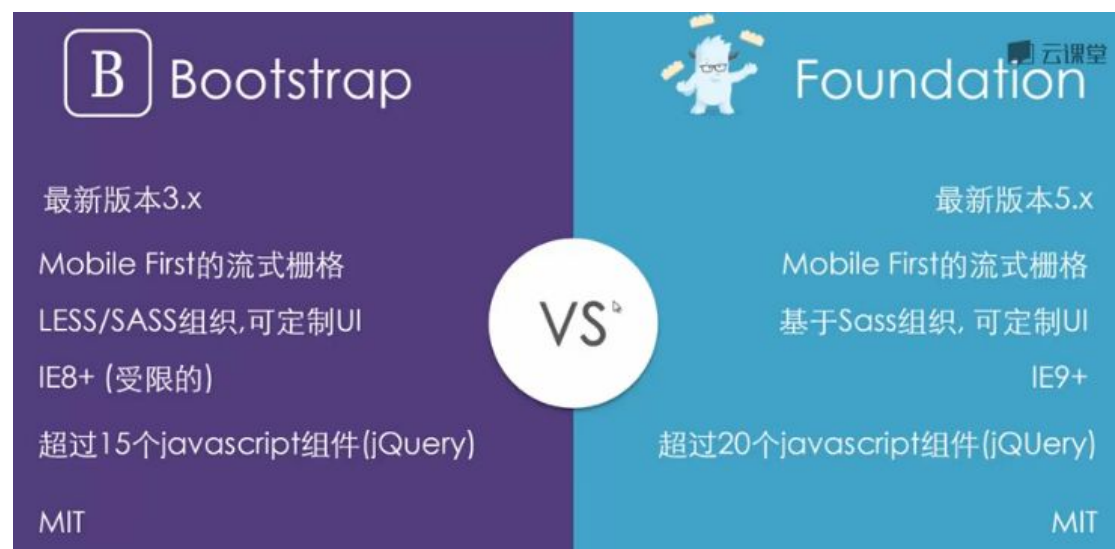 B Bootstrap
最新版本3.x
Mobile First的流式栅格
LESS/SASS组织,可定制UI
IE8+ (受限的)
超过15个javascript组件(jQuery)
MIT
VS
云课堂
Foundation
最新版本5.x
Mobile First的流式栅格
基于Sass组织, 可定制UI
IE9+
超过20个javascript组件(jQUery)
MIT